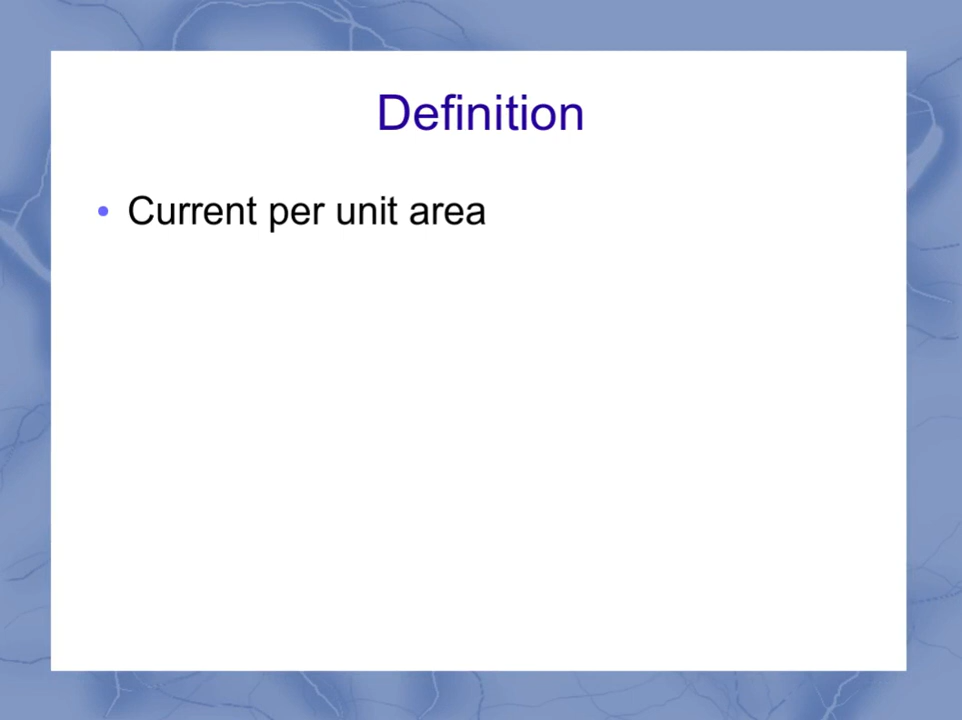 Definition
• Current per unit area